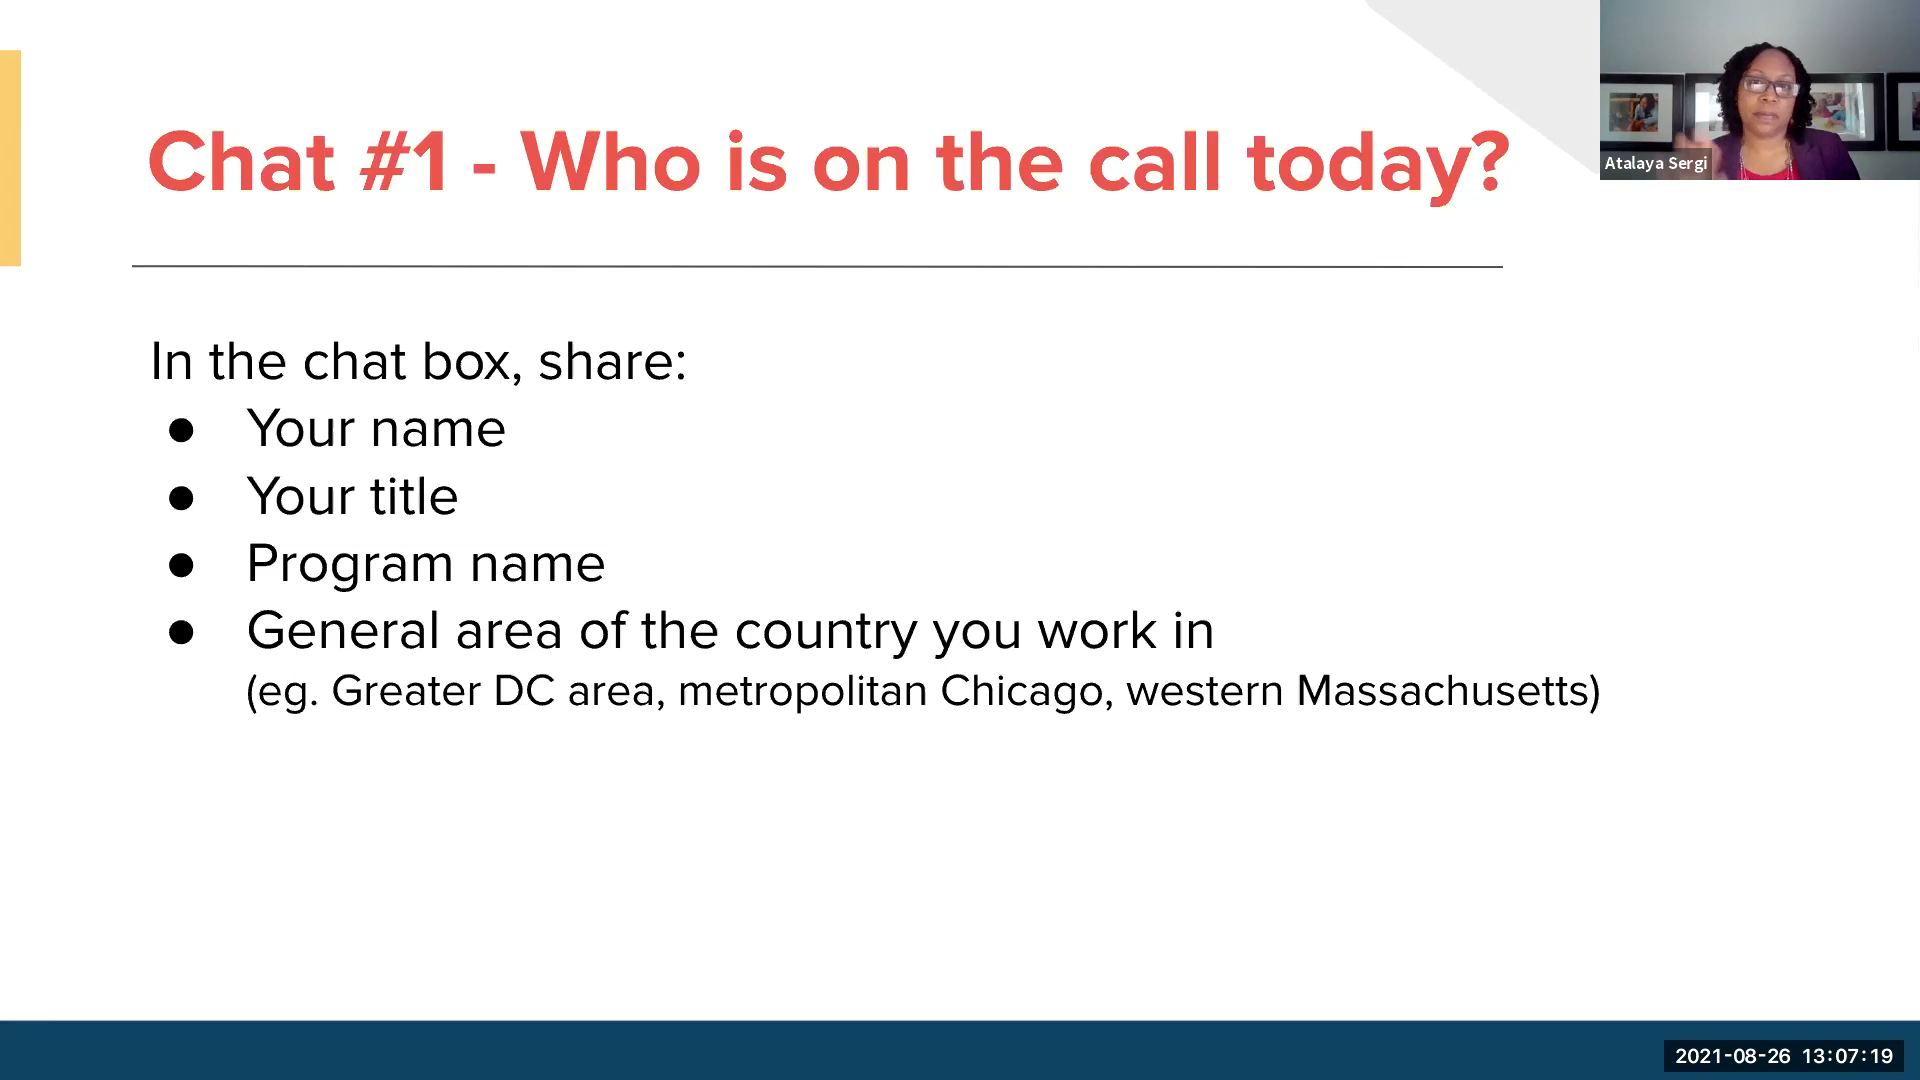 Chat #1 - Who is on the call today?
Atalaya Sergi
In the chat box, share:
● Your name
● Your title
● Program name
● General area of the country you work in
(eg. Greater DC area, metropolitan Chicago, western Massachusetts)
2021-08-26 13:07:19